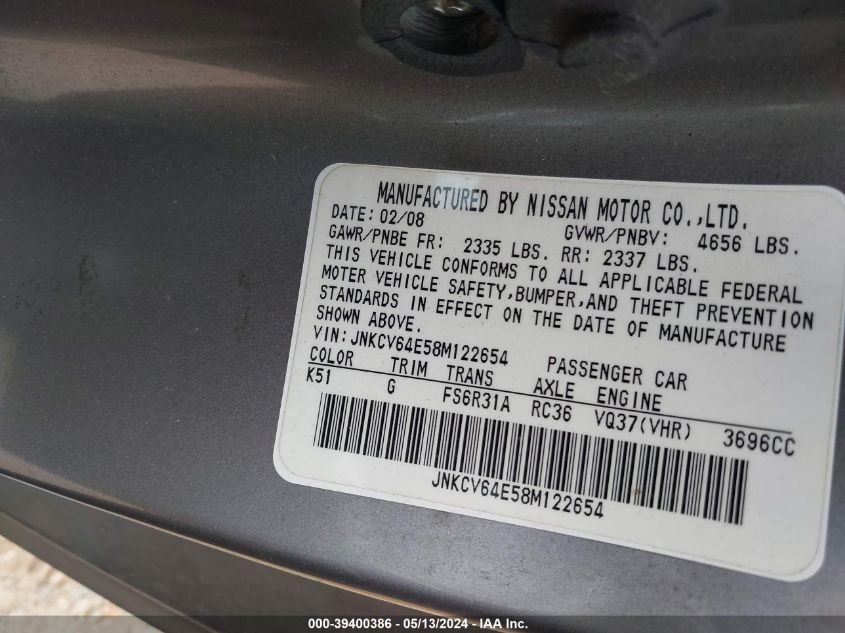 MANUFACTURED BY NISSAN MOTOR CO.,LTD.
DATE: 02/08 GVWR/PNBV: 4656 LBS.
GAWR/PNBE FR: 2335 LBS. RR: 2337 LBS.
THIS VEHICLE CONFORMS TO ALL APPLICABLE FEDERAL
MOTER VEHICLE SAFETY,BUMPER,AND THEFT PREVENTION
STANDARDS IN EFFECT ON THE DATE OF MANUFACTURE
SHOWN ABOVE.
VIN:JNKCV64E58M122654 PASSENGER CAR
COLOR TRIM TRANS AXLE ENGINE
K51 G FS6R31A RC36 VQ37(VHR) 3696CC
JNKCV64E58M122654
000-39400386 - 05/13/2024 - IAA Inc.